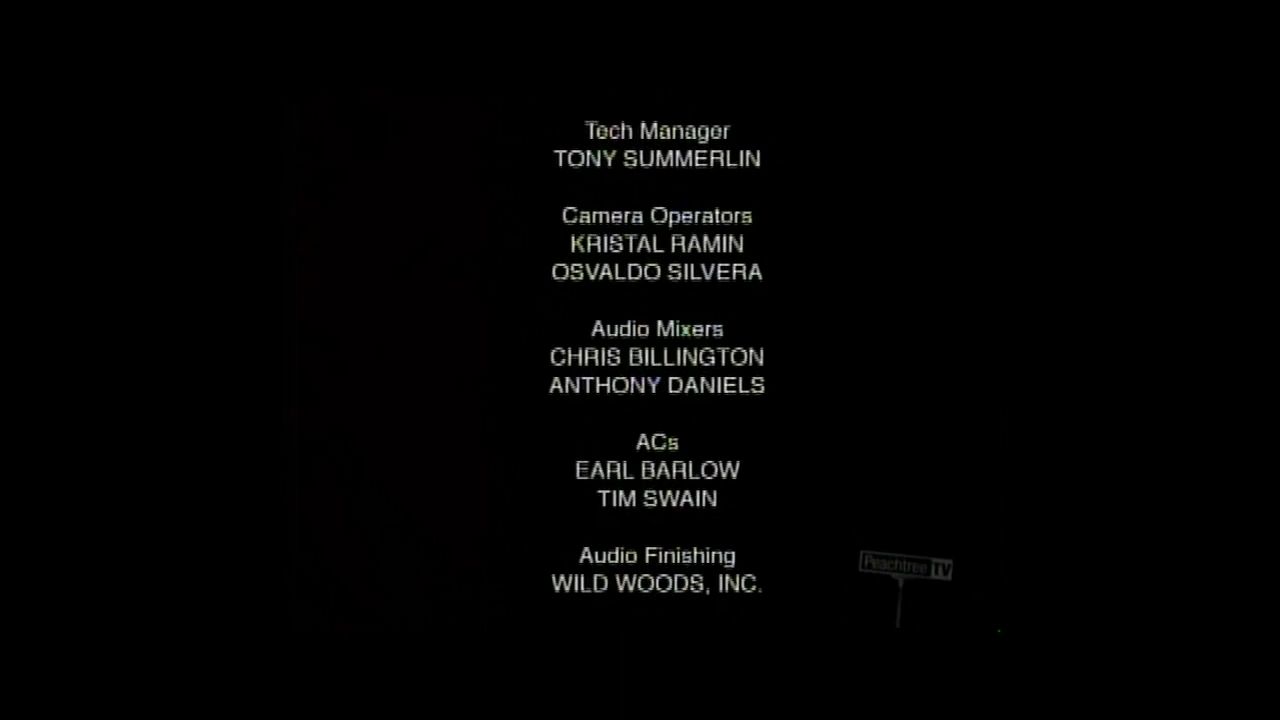 Tech Manager
TONY SUMMERLIN
Camera Operators
KRISTAL RAMIN
OSVALDO SILVERA
Audio Mixers
CHRIS BILLINGTON
ANTHONY DANIELS
ACs
EARL BARLOW
TIM SWAIN
Audio Finishing
WILD WOODS, INC.
Peachtree TV